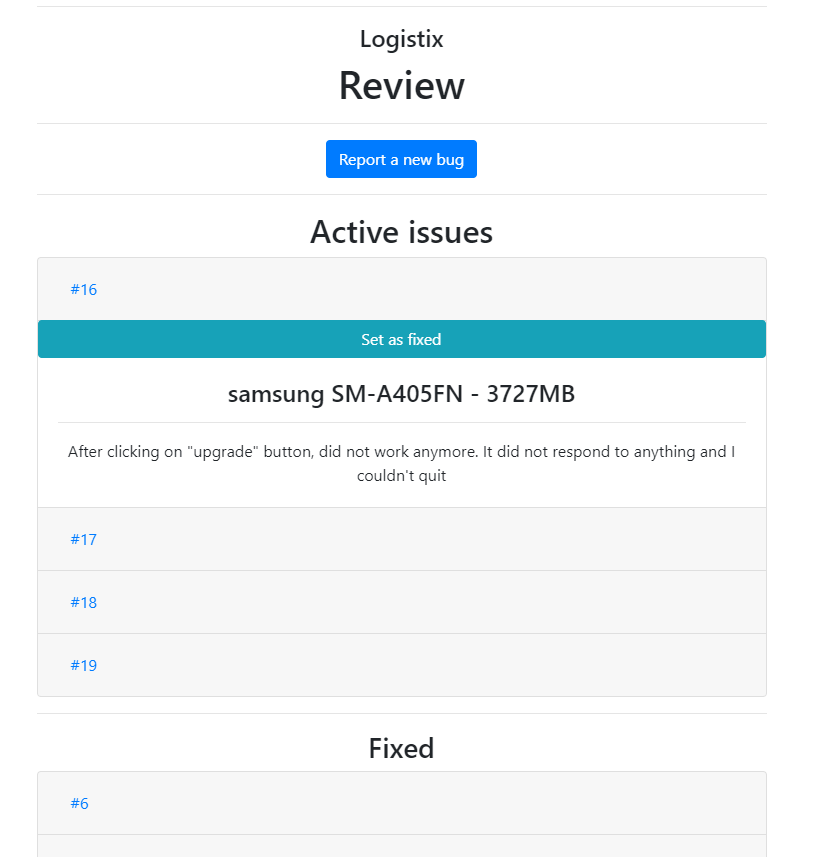 Logistix
Review
Report a new bug
Active issues
#16
Set as fixed
samsung SM-A405FN - 3727MB
After clicking on "upgrade" button, did not work anymore. It did not respond to anything and I
couldn't quit
#17
#18
#19
Fixed
#6